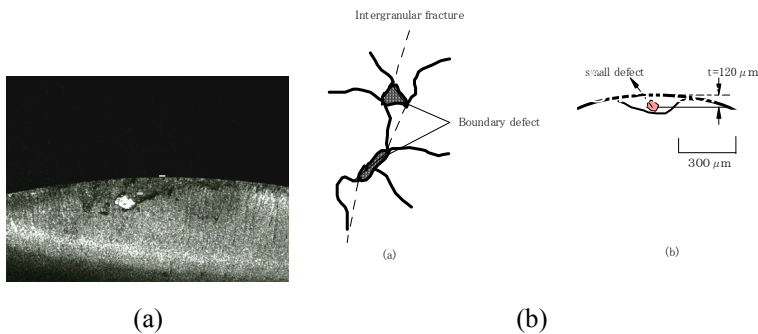 Intergranular fracture
Boundary defect
(a)
small defect
t=120 μm
300 μm
(b)
(a)
(b)